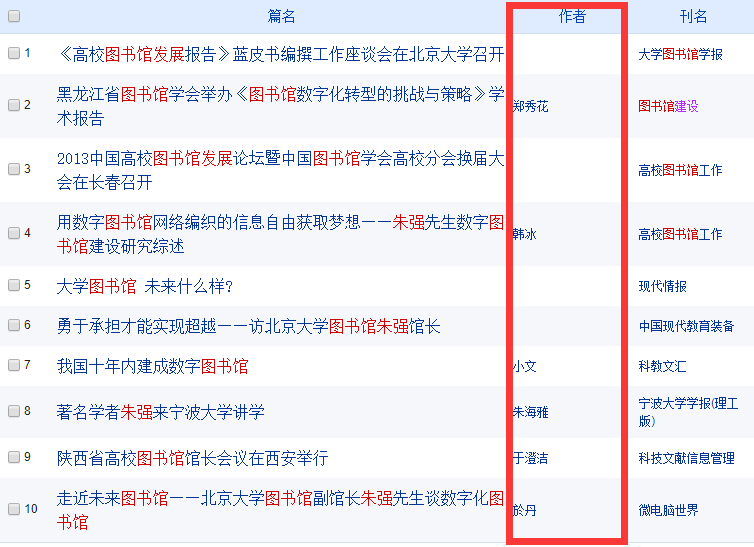 篇名 作者 刊名
1 《高校图书馆发展报告》蓝皮书编撰工作座谈会在北京大学召开 大学图书馆学报
2 黑龙江省图书馆学会举办《图书馆数字化转型的挑战与策略》学
术报告 郑秀花 图书馆建设
3 2013中国高校图书馆发展论坛暨中国图书馆学会高校分会换届大
会在长春召开 高校图书馆工作
4 用数字图书馆网络编织的信息自由获取梦想——朱强先生数字图
书馆建设研究综述 韩冰 高校图书馆工作
5 大学图书馆 未来什么样? 现代情报
6 勇于承担才能实现超越——访北京大学图书馆朱强馆长 中国现代教育装备
7 我国十年内建成数字图书馆 小文 科教文汇
8 著名学者朱强来宁波大学讲学 朱海雅 宁波大学学报(理工
版)
9 陕西省高校图书馆馆长会议在西安举行 于澄洁 科技文献信息管理
10 走近未来图书馆——北京大学图书馆副馆长朱强先生谈数字化图
书馆 於丹 微电脑世界